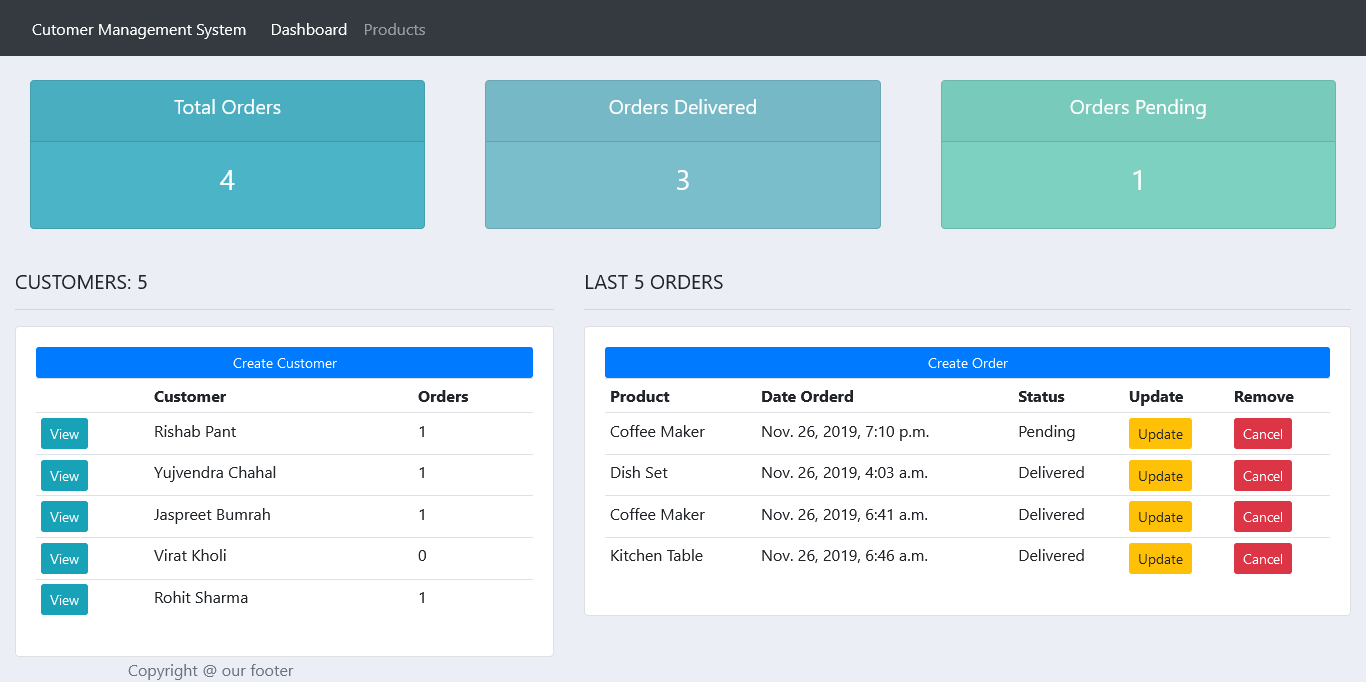 Cutomer Management System Dashboard Products
Total Orders
4
Orders Delivered
3
Orders Pending
1
CUSTOMERS: 5
Create Customer
Customer Orders
View Rishab Pant 1
View Yujvendra Chahal 1
View Jaspreet Bumrah 1
View Virat Kholi 0
View Rohit Sharma 1
LAST 5 ORDERS
Create Order
Product Date Orderd Status Update Remove
Coffee Maker Nov. 26, 2019, 7:10 p.m. Pending Update Cancel
Dish Set Nov. 26, 2019, 4:03 a.m. Delivered Update Cancel
Coffee Maker Nov. 26, 2019, 6:41 a.m. Delivered Update Cancel
Kitchen Table Nov. 26, 2019, 6:46 a.m. Delivered Update Cancel
Copyright @ our footer